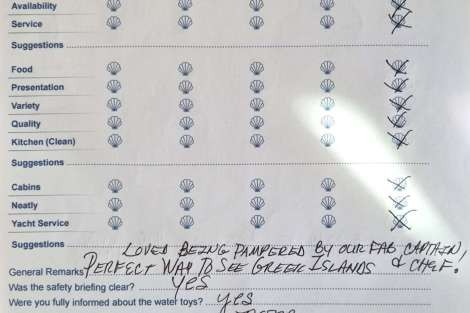 Availability
Service
Suggestions
Food
Presentation
Variety
Quality
Kitchen (Clean)
Suggestions
Cabins
Neatly
Yacht Service
Suggestions LOVED BEING PAMPERED BY OUR FAB CAPTAIN,
General Remarks PERFECT WAY TO SEE GREEK ISLANDS & CHEF!
Was the safety briefing clear? yes
Were you fully informed about the water toys? yes